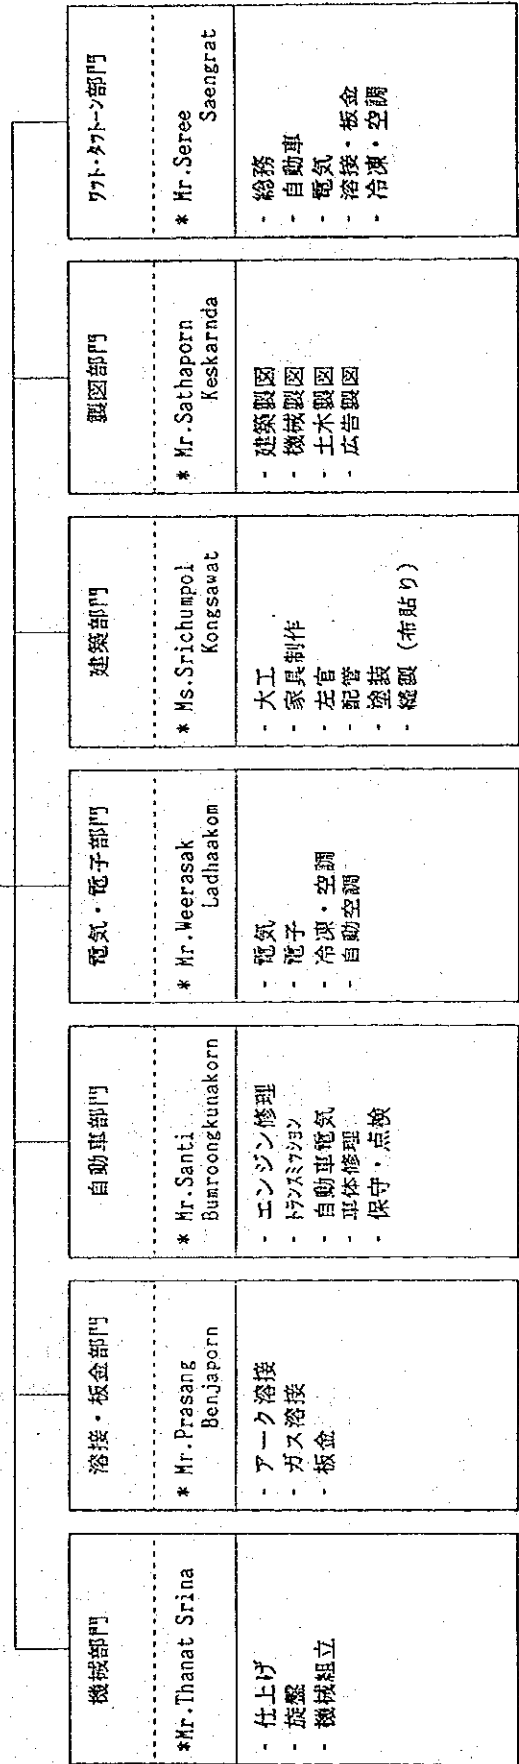 機械部門
*Mr.Thanat Srina
- 仕上げ
- 旋盤
- 機械組立
溶接・板金部門
* Mr.Prasang
Benjaporn
- アーク溶接
- ガス溶接
- 板金
自動車部門
* Mr.Santi
Bumroongkunakorn
- エンジン修理
- トランスミッション
- 自動車電気
- 車体修理
- 保守・点検
電気・電子部門
* Mr.Weerasak
Ladhaakom
- 電気
- 電子
- 冷凍・空調
- 自動空調
建築部門
* Ms.Srichumpol
Kongsawat
- 大工
- 家具制作
- 左官
- 配管
- 塗装
- 縫製 (布貼り)
製図部門
* Mr.Sathaporn
Keskarnda
- 建築製図
- 機械製図
- 土木製図
- 広告製図
ワット・タットーン部門
* Mr.Seree
Saengrat
- 総務
- 自動車
- 電気
- 溶接・板金
- 冷凍・空調